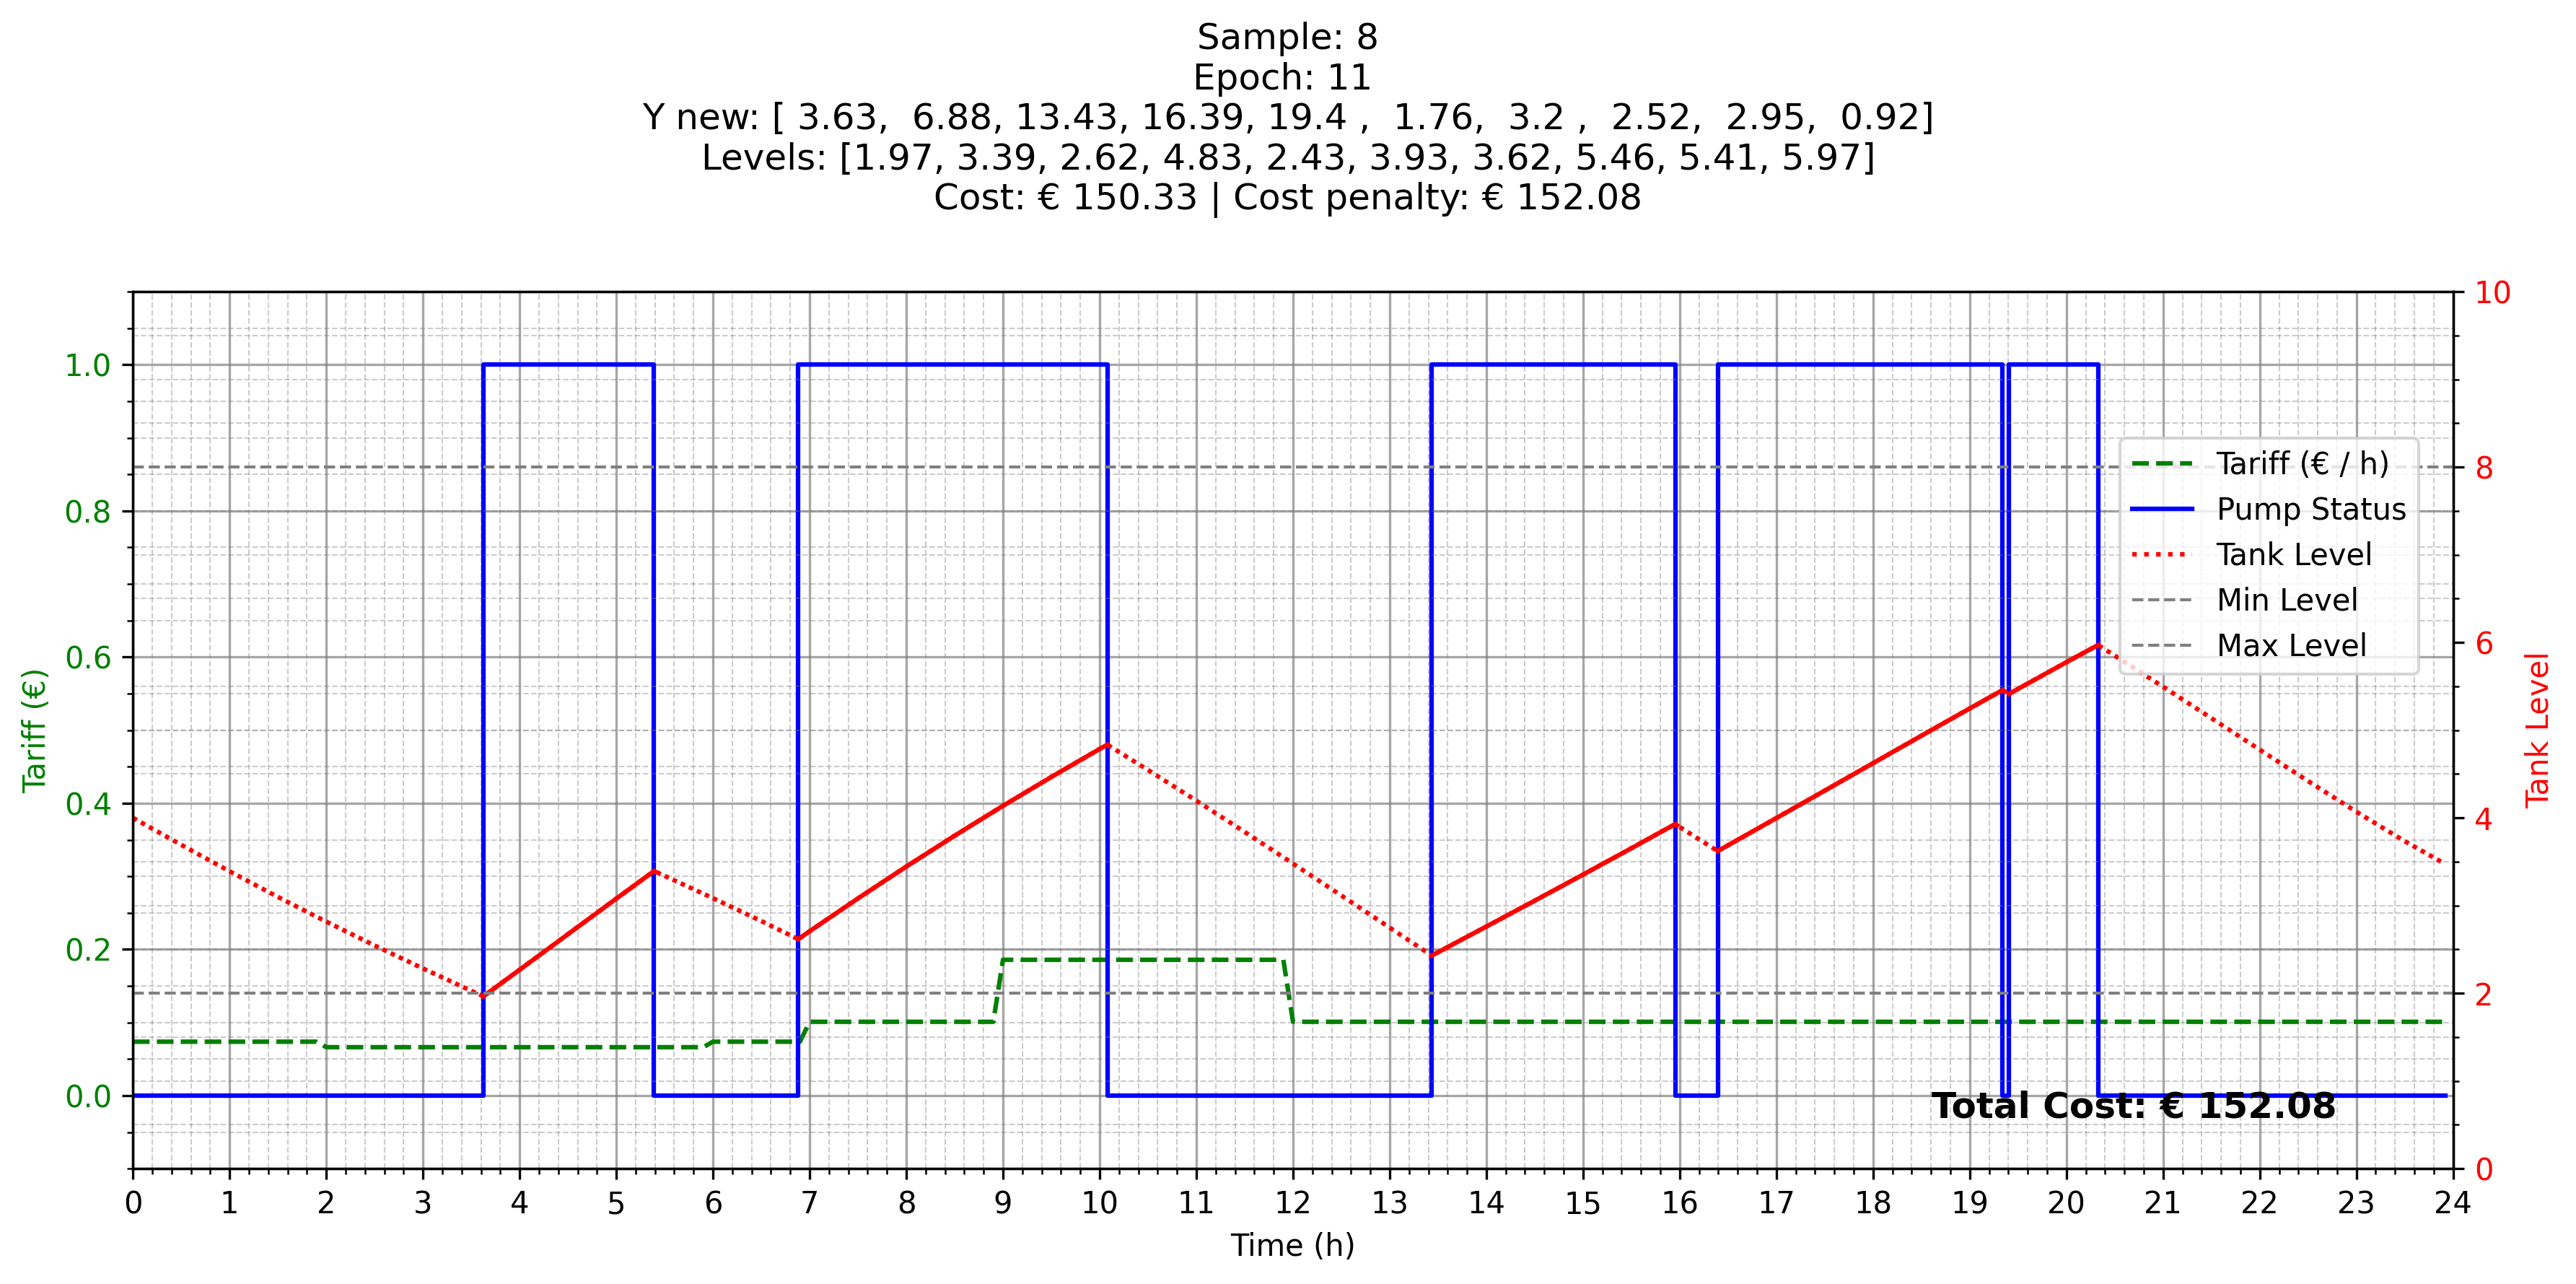 Sample: 8
Epoch: 11
Y new: [ 3.63,  6.88, 13.43, 16.39, 19.4 ,  1.76,  3.2 ,  2.52,  2.95,  0.92]
Levels: [1.97, 3.39, 2.62, 4.83, 2.43, 3.93, 3.62, 5.46, 5.41, 5.97]
Cost: € 150.33 | Cost penalty: € 152.08
Tariff (€)
1.0
0.8
0.6
0.4
0.2
0.0
10
8
6
4
2
0
Tank Level
Tariff (€ / h)
Pump Status
Tank Level
Min Level
Max Level
Total Cost: € 152.08
0 1 2 3 4 5 6 7 8 9 10 11 12 13 14 15 16 17 18 19 20 21 22 23 24
Time (h)